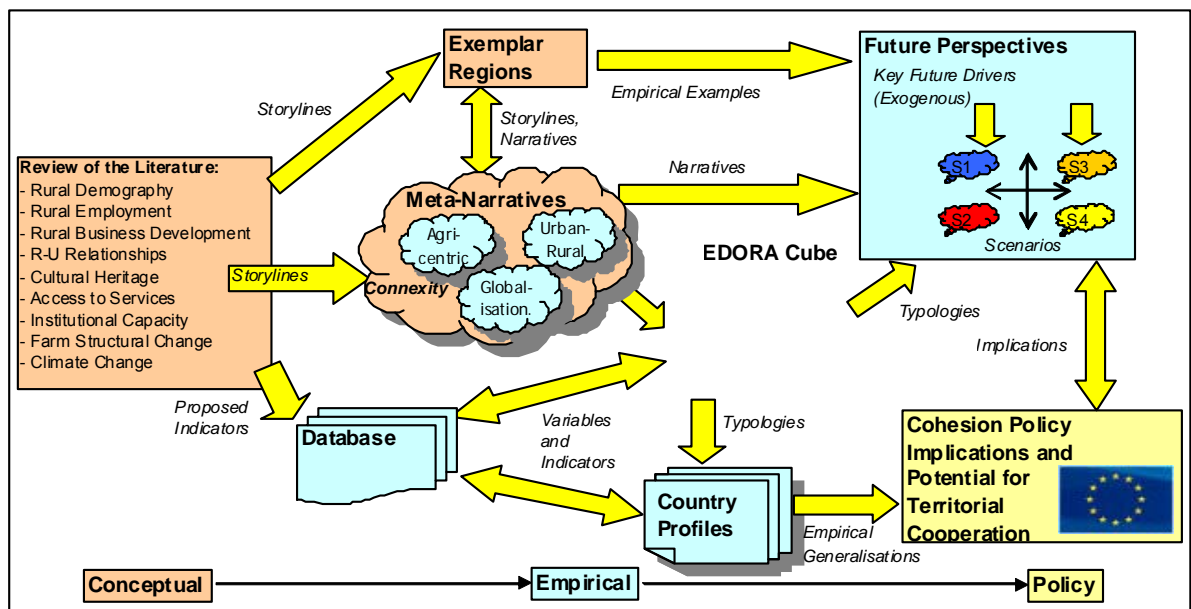 Exemplar
Regions
Future Perspectives
Key Future Drivers
(Exogenous)
S1
S3
S2
S4
Scenarios
Storylines
Empirical Examples
Storylines,
Narratives
Review of the Literature:
- Rural Demography
- Rural Employment
- Rural Business Development
- R-U Relationships
- Cultural Heritage
- Access to Services
- Institutional Capacity
- Farm Structural Change
- Climate Change
Storylines
Meta-Narratives
Agri-
centric
Urban-
Rural
Connexity
Global-
isation.
Narratives
EDORA Cube
Typologies
Implications
Proposed
Indicators
Database
Variables
and
Indicators
Typologies
Country
Profiles
Empirical
Generalisations
Cohesion Policy
Implications and
Potential for
Territorial
Cooperation
Conceptual
Empirical
Policy